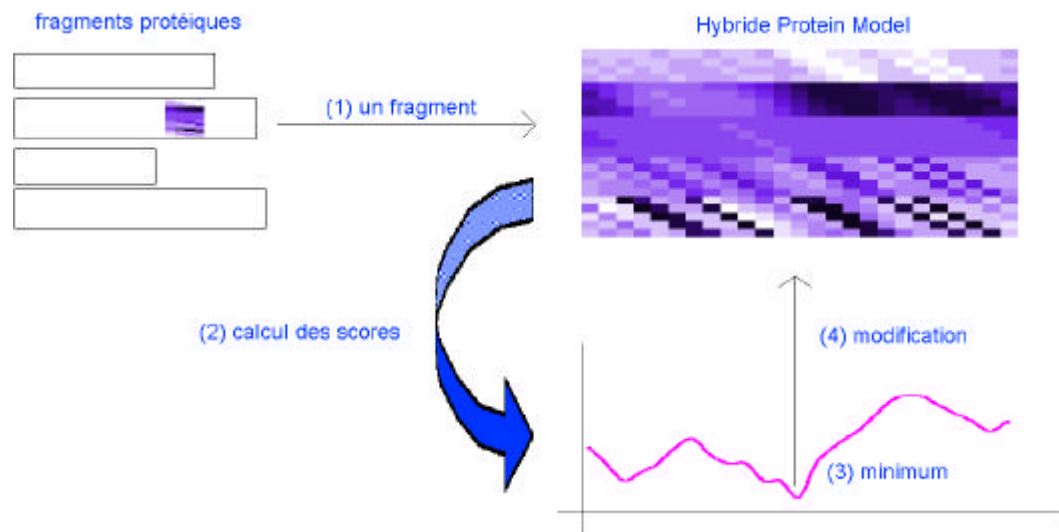 fragments protéiques
Hybride Protein Model
(1) un fragment
(2) calcul des scores
(4) modification
(3) minimum